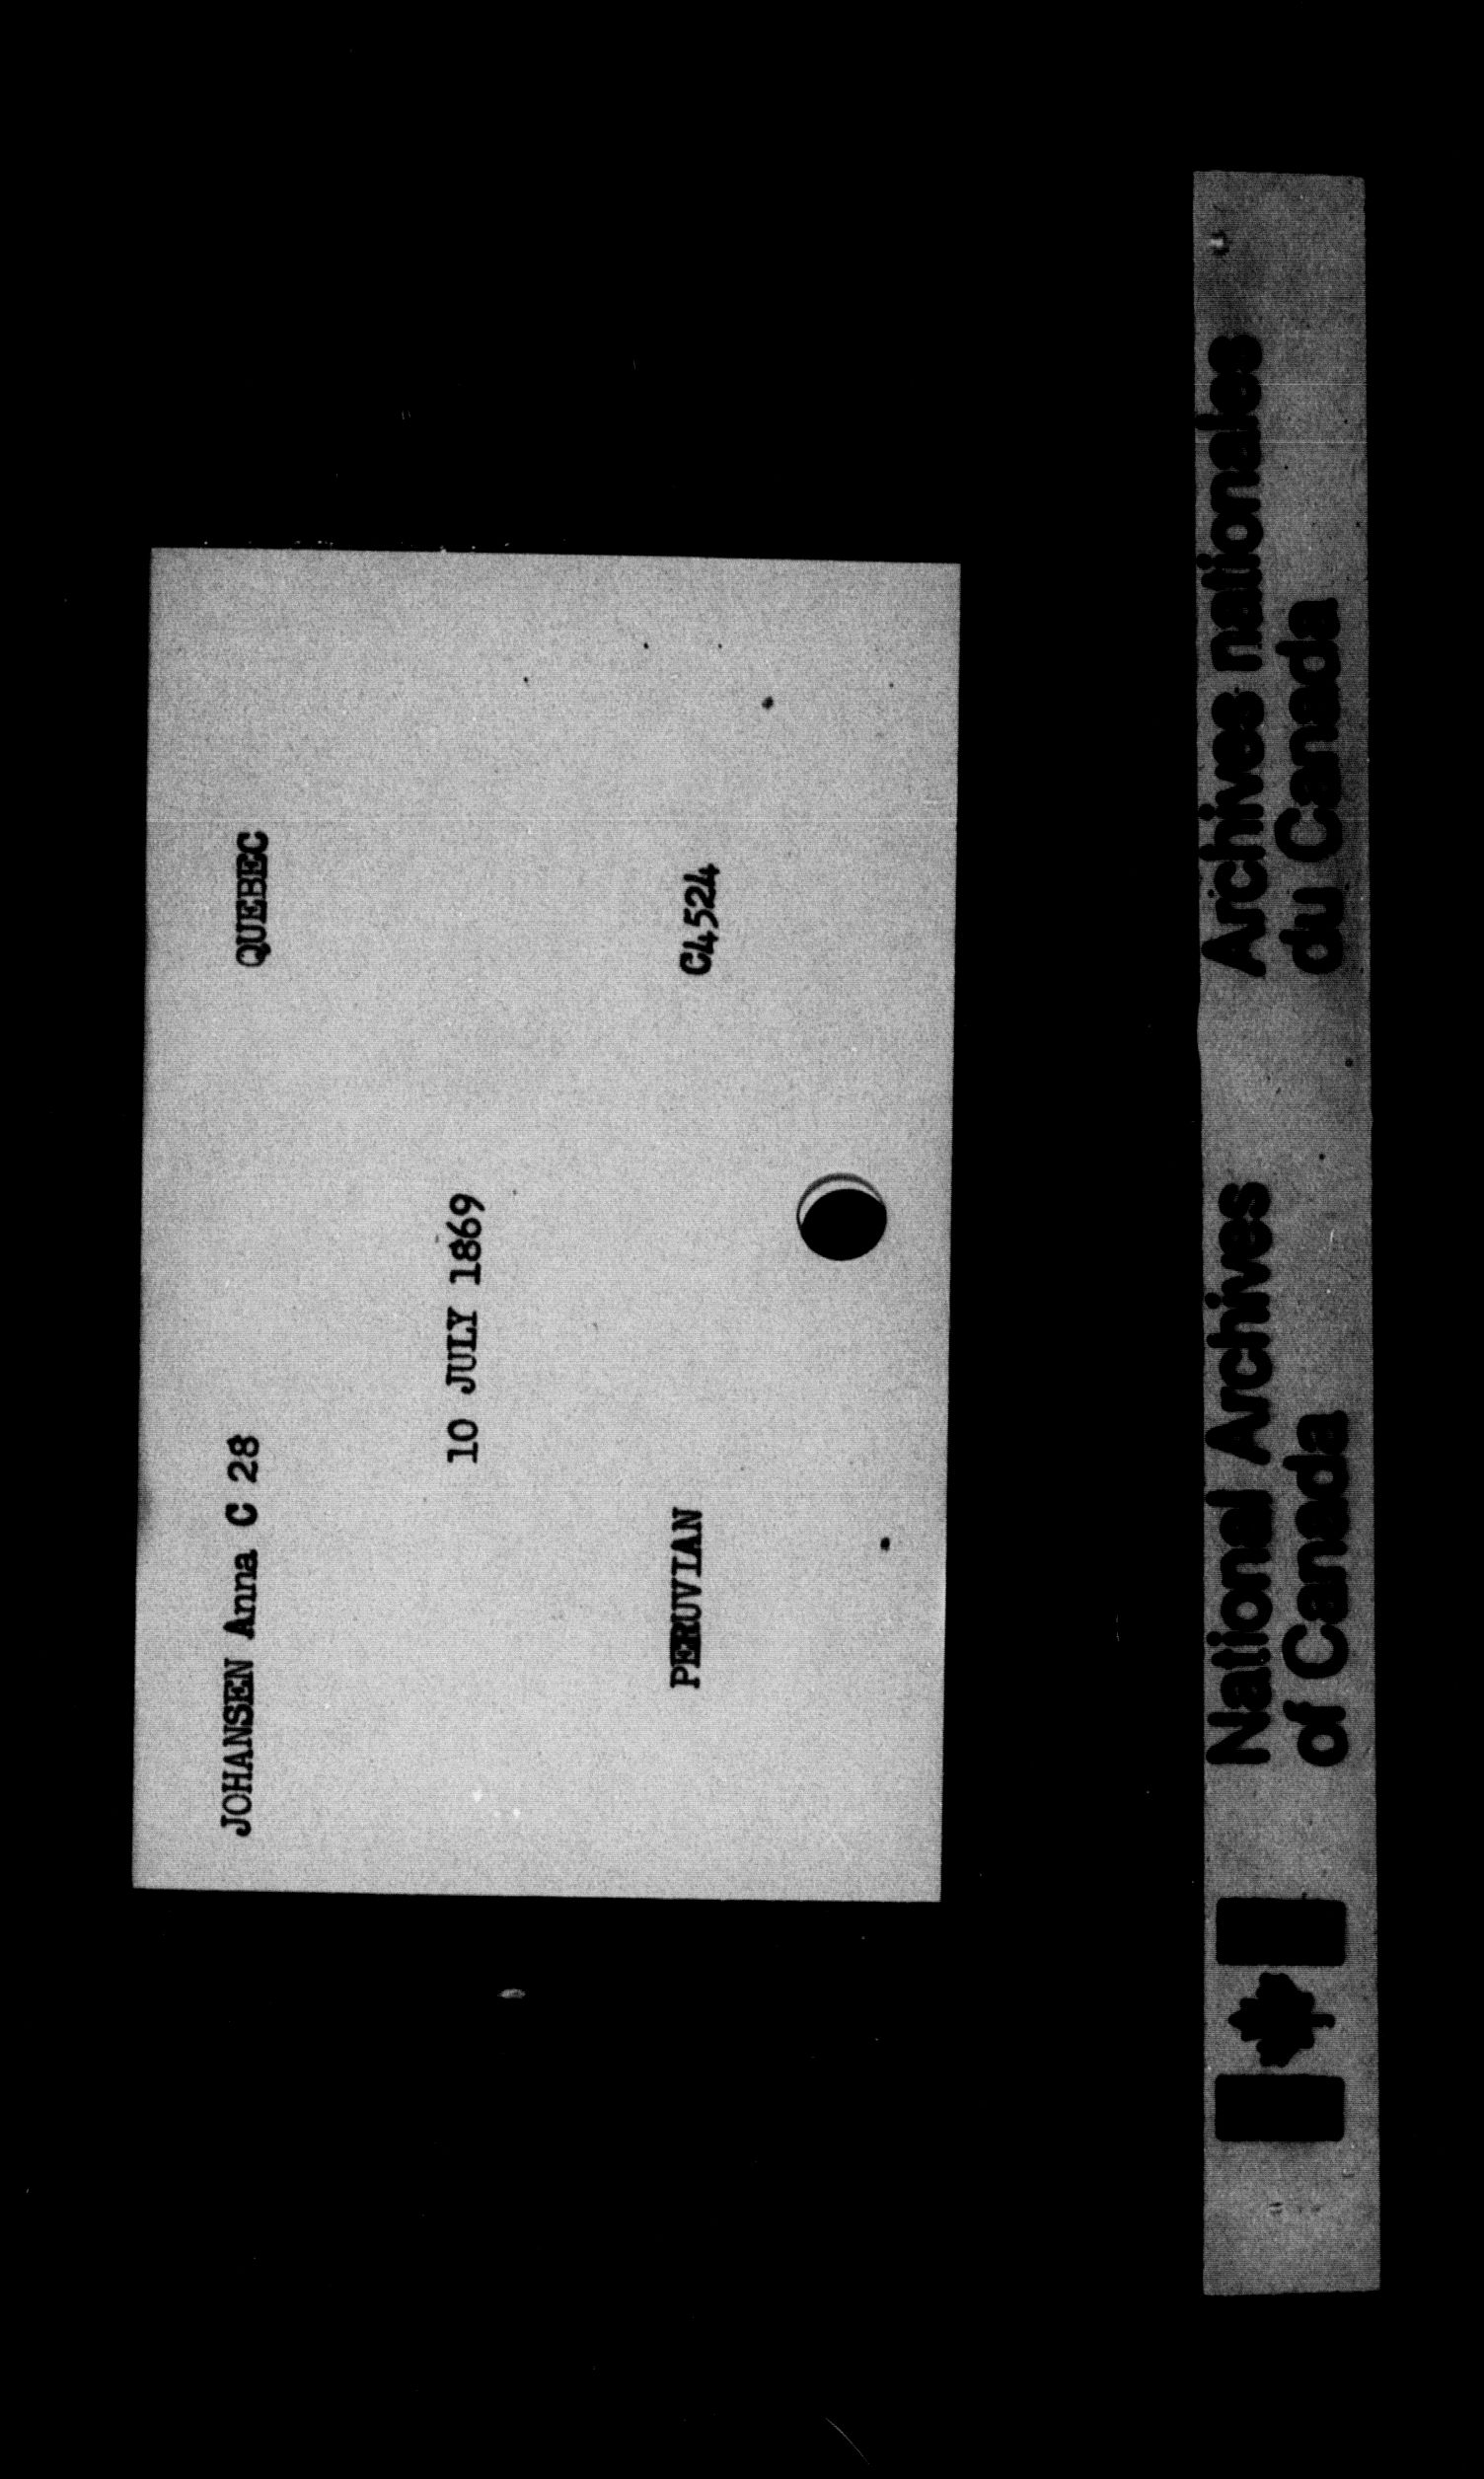 JOHANSEN Anna C 28 QUEBEC
10 JULY 1869
PERUVIAN C4524
National Archives of Canada
Archives nationales du Canada